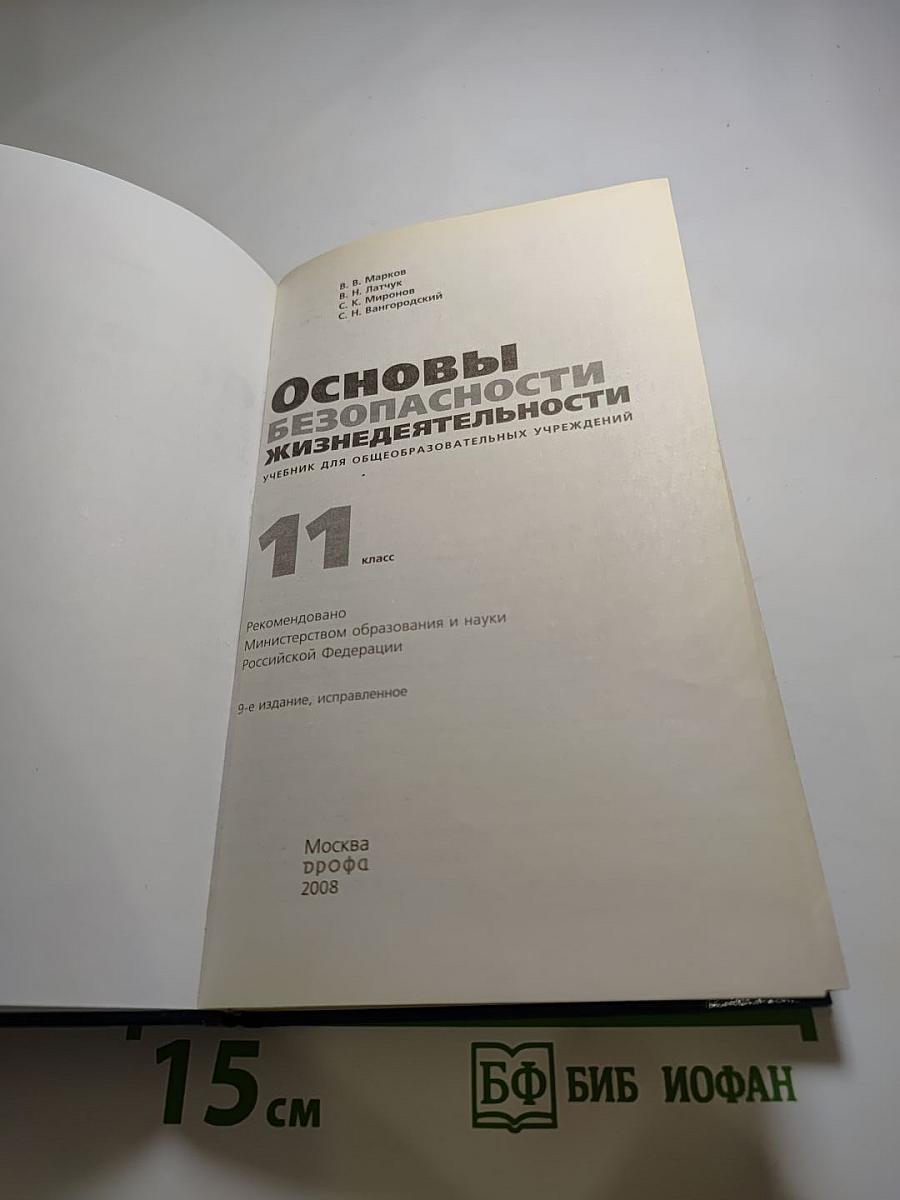 В. В. Марков
В. Н. Латчук
С. К. Миронов
С. Н. Вангородский
Основы
БЕЗОПАСНОСТИ
ЖИЗНЕДЕЯТЕЛЬНОСТИ
УЧЕБНИК ДЛЯ ОБЩЕОБРАЗОВАТЕЛЬНЫХ УЧРЕЖДЕНИЙ
11 класс
Рекомендовано
Министерством образования и науки
Российской Федерации
9-е издание, исправленное
Москва
дрофа
2008
15 см
БФ БИБ ИОФАН